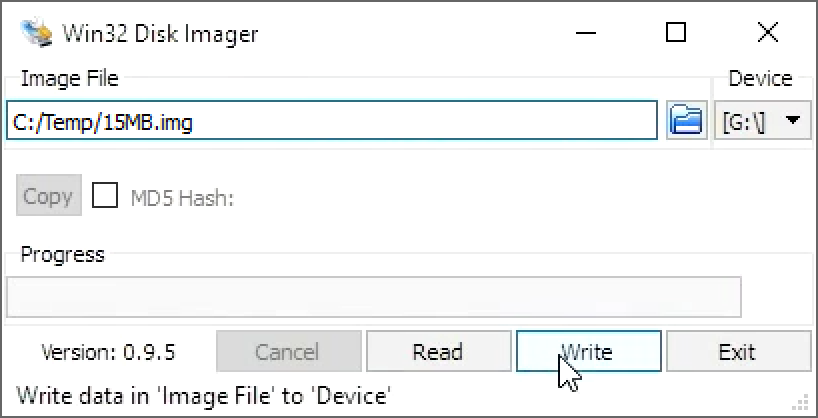 Win32 Disk Imager
Image File
Device
C:/Temp/15MB.img
[G:\]
Copy
MD5 Hash:
Progress
Version: 0.9.5
Cancel
Read
Write
Exit
Write data in 'Image File' to 'Device'